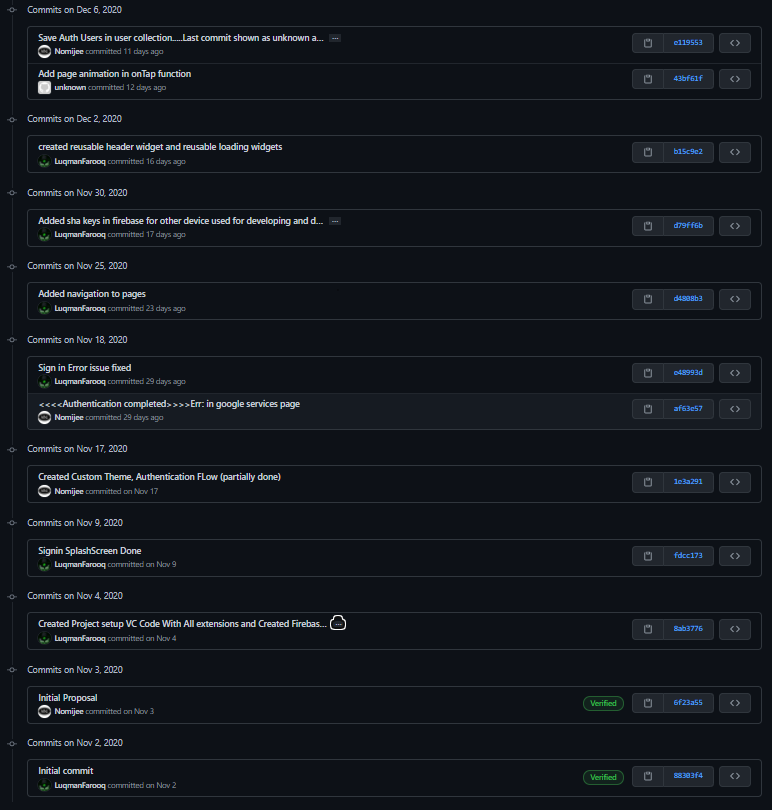 Commits on Dec 6, 2020
Save Auth Users in user collection.....Last commit shown as unknown a... ...
Nomijee committed 11 days ago
e119553
Add page animation in onTap function
unknown committed 12 days ago
43bf61f
Commits on Dec 2, 2020
created reusable header widget and reusable loading widgets
LuqmanFarooq committed 16 days ago
b15c9e2
Commits on Nov 30, 2020
Added sha keys in firebase for other device used for developing and d... ...
LuqmanFarooq committed 17 days ago
d79ff6b
Commits on Nov 25, 2020
Added navigation to pages
LuqmanFarooq committed 23 days ago
d4808b3
Commits on Nov 18, 2020
Sign in Error issue fixed
LuqmanFarooq committed 29 days ago
e48993d
<<<<Authentication completed>>>>Err: in google services page
Nomijee committed 29 days ago
af63e57
Commits on Nov 17, 2020
Created Custom Theme, Authentication FLow (partially done)
Nomijee committed on Nov 17
1e3a291
Commits on Nov 9, 2020
Signin SplashScreen Done
LuqmanFarooq committed on Nov 9
fdcc173
Commits on Nov 4, 2020
Created Project setup VC Code With All extensions and Created Firebas... ...
LuqmanFarooq committed on Nov 4
8ab3776
Commits on Nov 3, 2020
Initial Proposal
Nomijee committed on Nov 3
Verified
6f23a55
Commits on Nov 2, 2020
Initial commit
LuqmanFarooq committed on Nov 2
Verified
88303f4